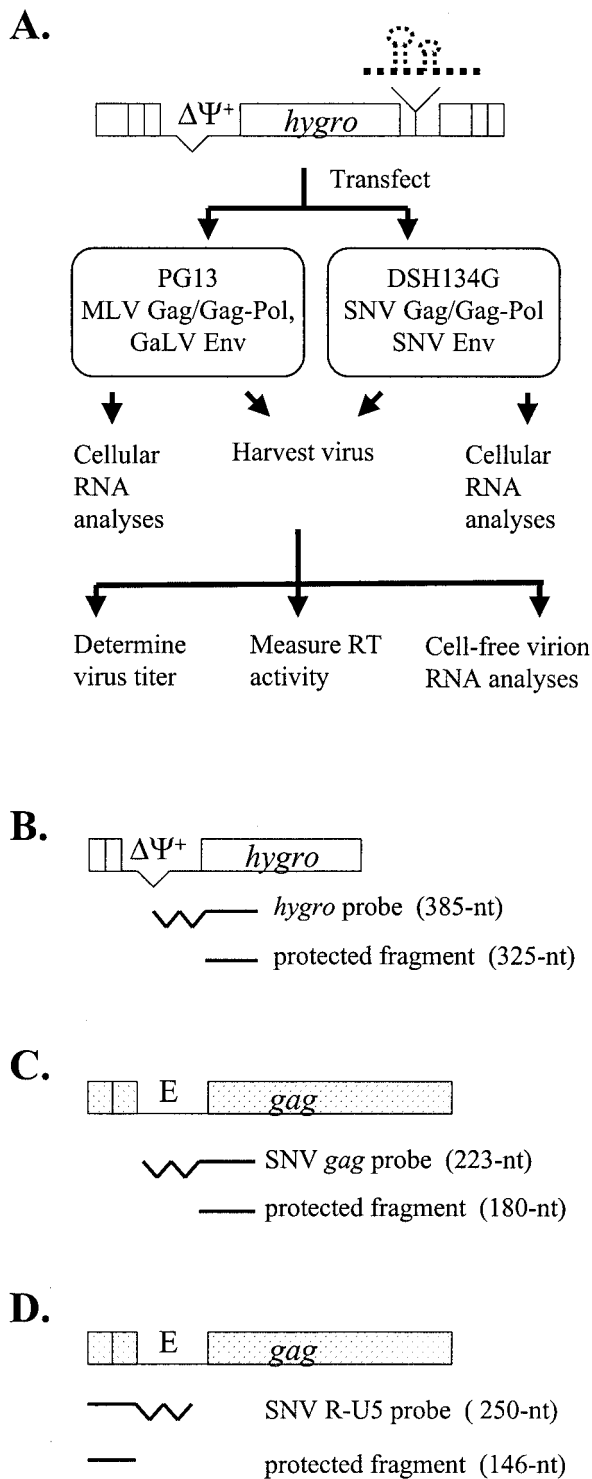 A.
ΔΨ+ hygro
Transfect
PG13
MLV Gag/Gag-Pol,
GaLV Env
DSH134G
SNV Gag/Gag-Pol
SNV Env
Cellular
RNA
analyses
Harvest virus
Cellular
RNA
analyses
Determine
virus titer
Measure RT
activity
Cell-free virion
RNA analyses
B.
ΔΨ+ hygro
hygro probe (385-nt)
protected fragment (325-nt)
C.
E gag
SNV gag probe (223-nt)
protected fragment (180-nt)
D.
E gag
SNV R-U5 probe ( 250-nt)
protected fragment (146-nt)